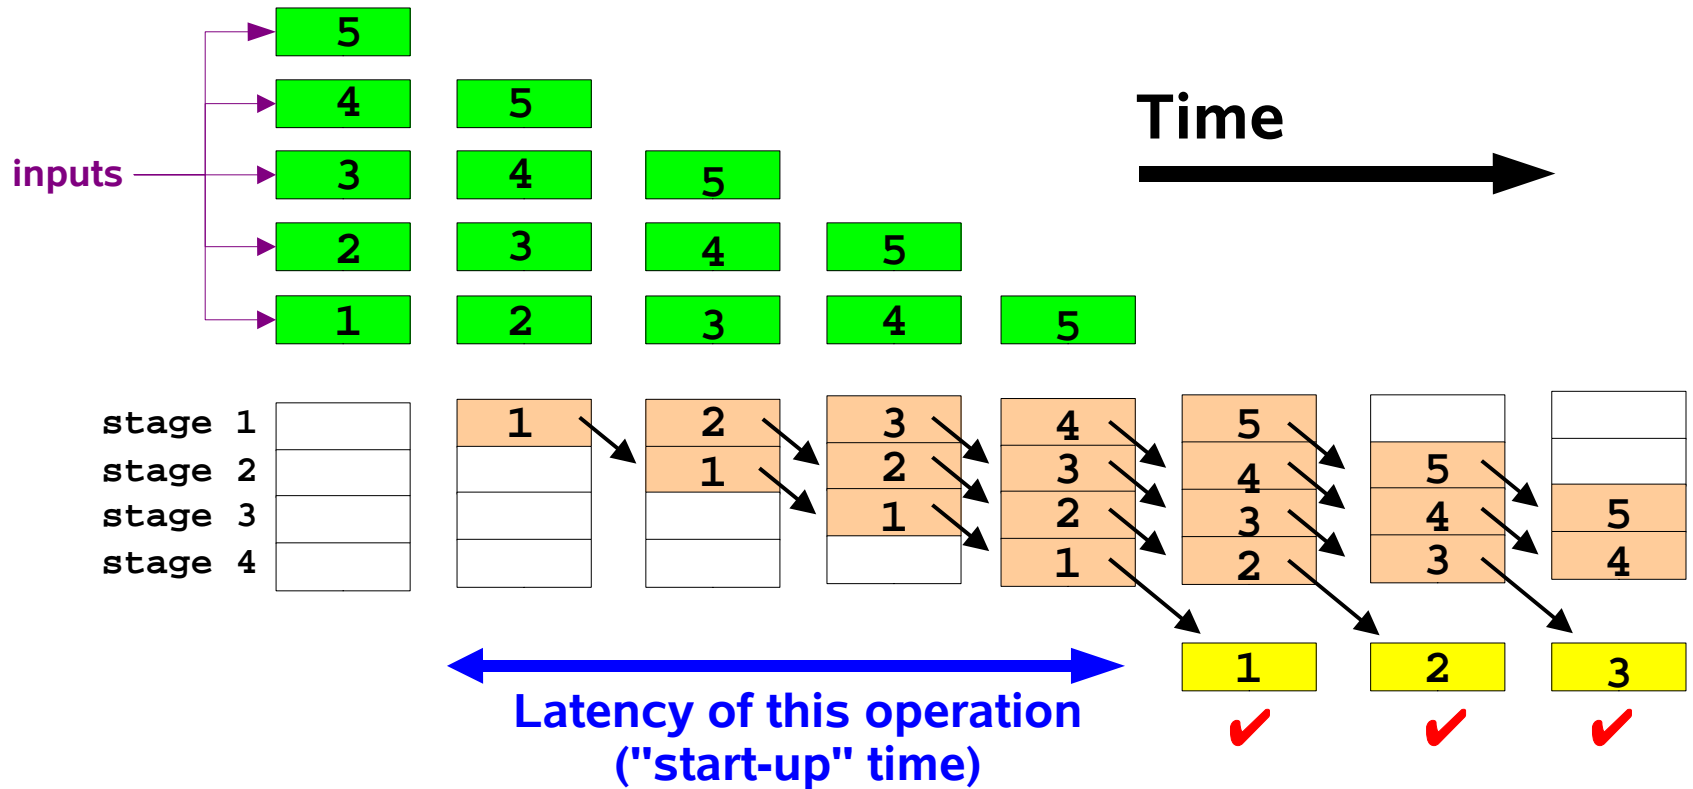 5
4 5
Time
inputs 3 4 5
2 3 4 5
1 2 3 4 5
stage 1 1 2 3 4 5
stage 2 1 2 3 4 5
stage 3 1 2 3 4 5
stage 4 1 2 3 4
1 2 3
Latency of this operation
("start-up" time)